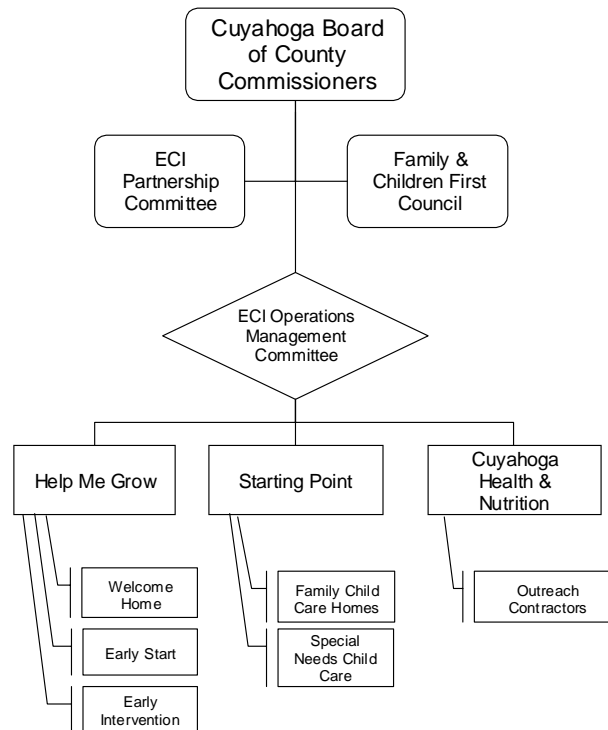 Cuyahoga Board
of County
Commissioners
ECI
Partnership
Committee
Family &
Children First
Council
ECI Operations
Management
Committee
Help Me Grow
Starting Point
Cuyahoga
Health &
Nutrition
Welcome
Home
Family Child
Care Homes
Outreach
Contractors
Early Start
Special
Needs Child
Care
Early
Intervention